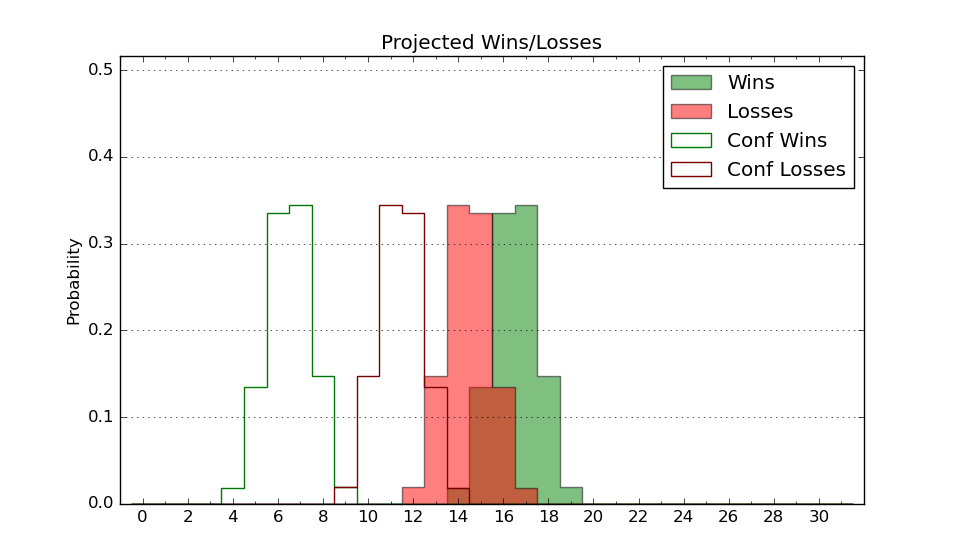 Projected Wins/Losses
0.5
0.4
0.3
0.2
0.1
0.0
Probability
Wins
Losses
Conf Wins
Conf Losses
0 2 4 6 8 10 12 14 16 18 20 22 24 26 28 30